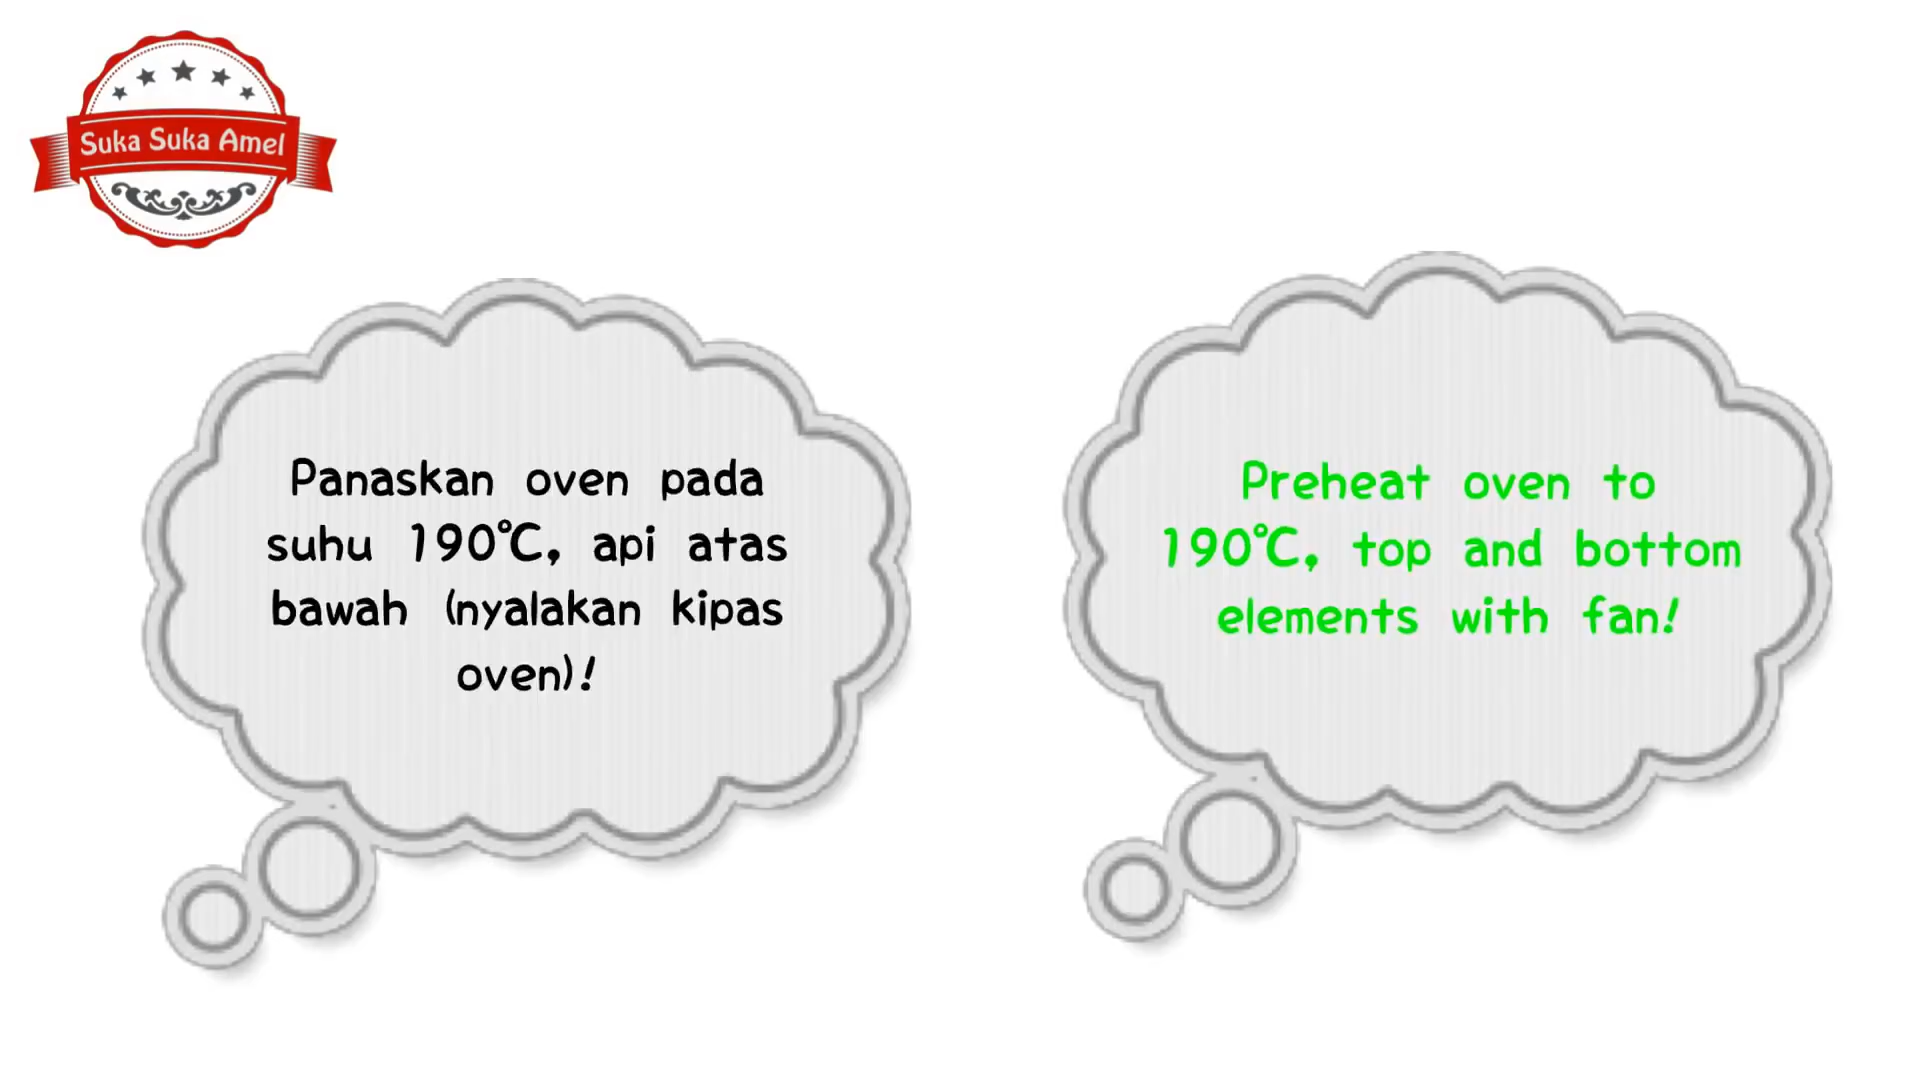 Suka Suka Amel
Panaskan oven pada
suhu 190°C, api atas
bawah (nyalakan kipas
oven)!
Preheat oven to
190°C, top and bottom
elements with fan!